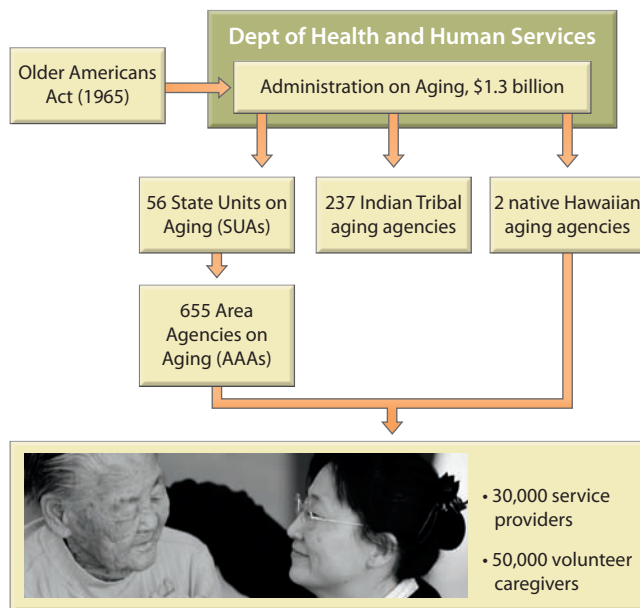 Dept of Health and Human Services
Older Americans
Act (1965)
Administration on Aging, $1.3 billion
56 State Units on
Aging (SUAs)
237 Indian Tribal
aging agencies
2 native Hawaiian
aging agencies
655 Area
Agencies on
Aging (AAAs)
• 30,000 service
providers
• 50,000 volunteer
caregivers